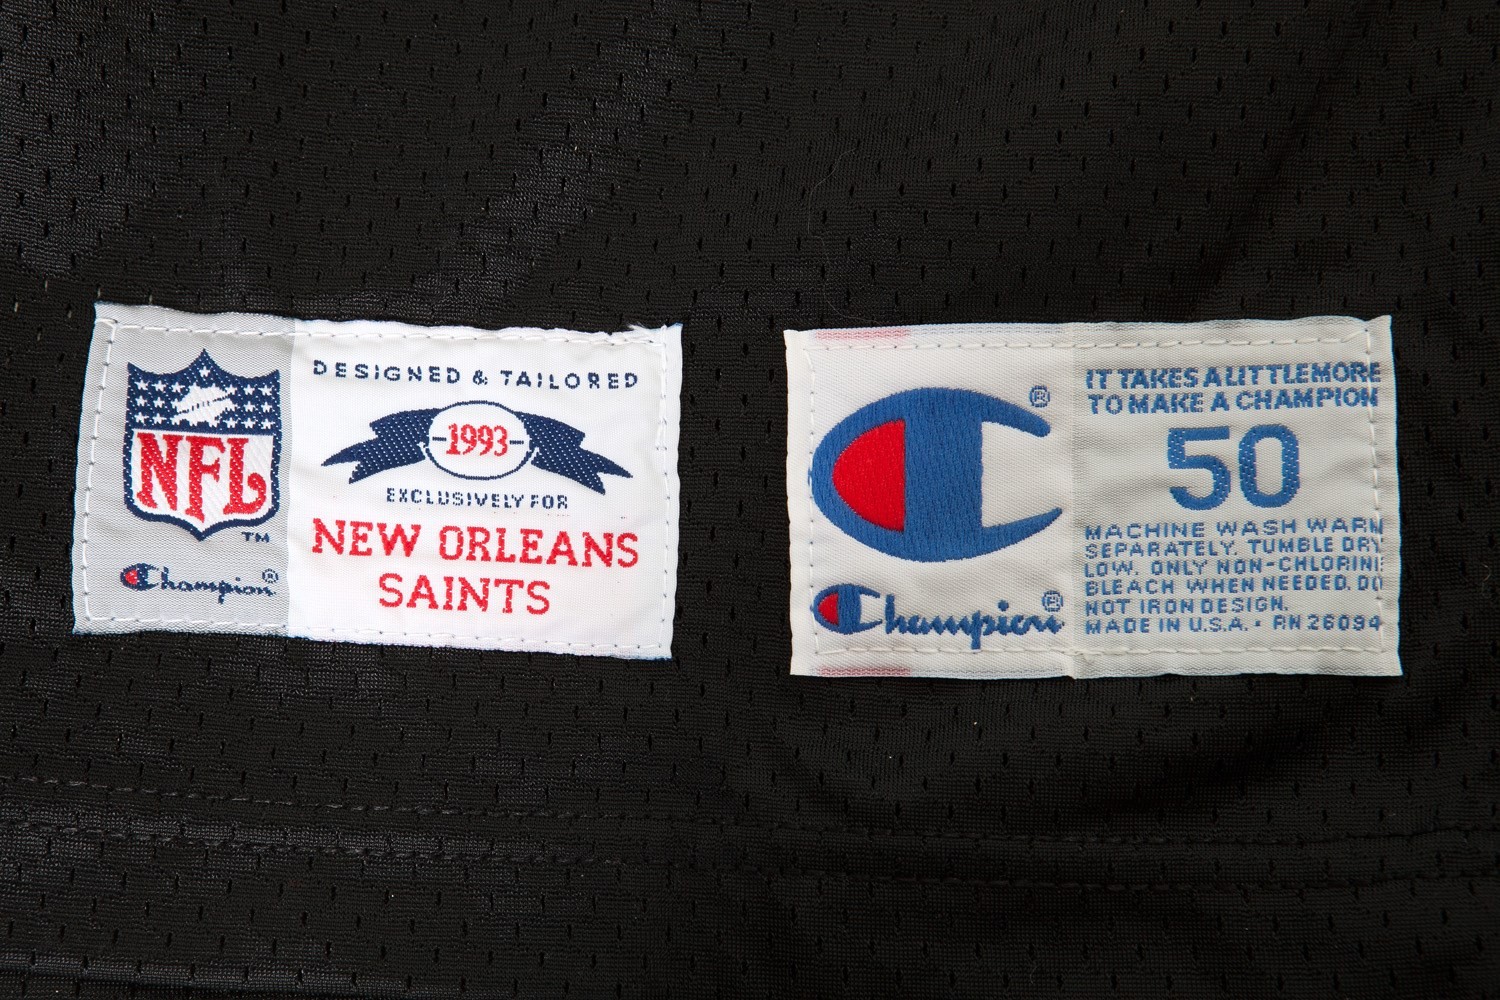 NFL
TM
Champion®
DESIGNED & TAILORED
1993
EXCLUSIVELY FOR
NEW ORLEANS
SAINTS
®
Champion®
IT TAKES A LITTLE MORE
TO MAKE A CHAMPION
50
MACHINE WASH WARM
SEPARATELY. TUMBLE DRY
LOW. ONLY NON-CHLORINE
BLEACH WHEN NEEDED. DO
NOT IRON DESIGN.
MADE IN U.S.A. • RN 26094